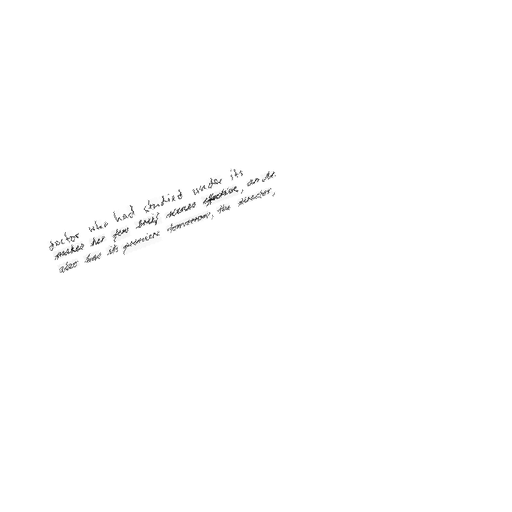 doctor who had studied under its
makes her few brief scenes effective, as Mr.
also has its premiere tomorrow, the director,